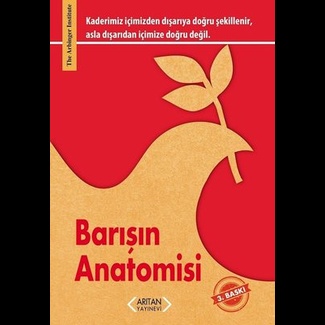 The Arbinger Institute
Kaderimiz içimizden dışarıya doğru şekillenir,
asla dışarıdan içimize doğru değil.
Barışın
Anatomisi
3. BASKI
ARITAN
YAYINEVİ